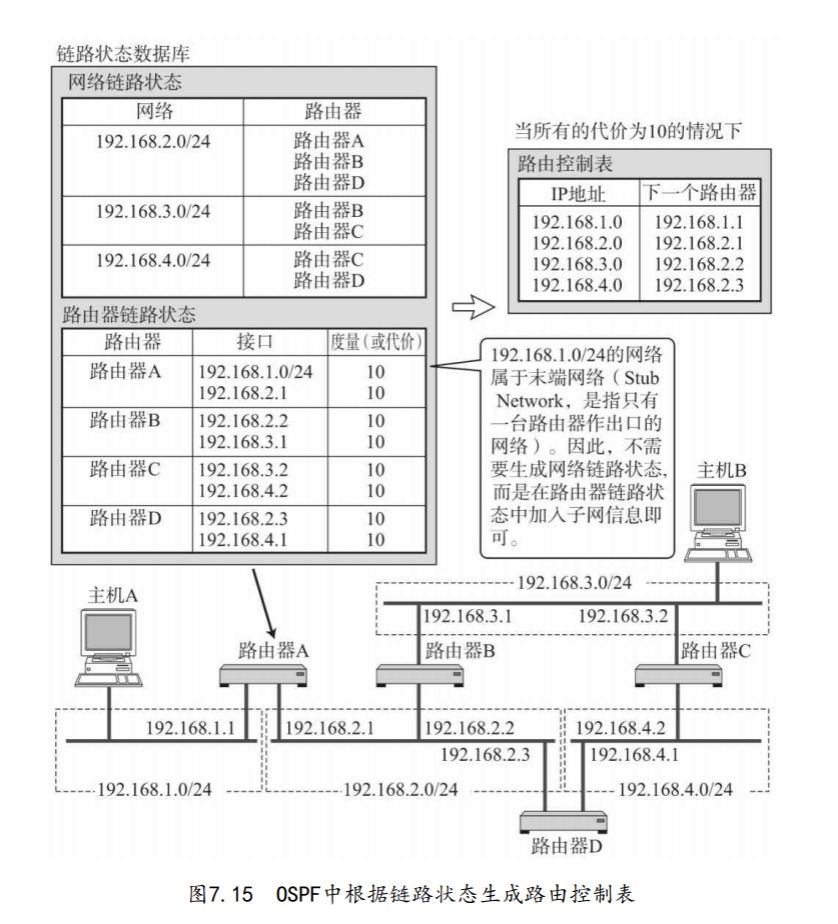 链路状态数据库
网络链路状态
网络 路由器
192.168.2.0/24 路由器A
路由器B
路由器D
192.168.3.0/24 路由器B
路由器C
192.168.4.0/24 路由器C
路由器D
路由器链路状态
路由器 接口 度量(或代价)
路由器A 192.168.1.0/24 10
192.168.2.1 10
路由器B 192.168.2.2 10
192.168.3.1 10
路由器C 192.168.3.2 10
192.168.4.2 10
路由器D 192.168.2.3 10
192.168.4.1 10
当所有的代价为10的情况下
路由控制表
IP地址 下一个路由器
192.168.1.0 192.168.1.1
192.168.2.0 192.168.2.1
192.168.3.0 192.168.2.2
192.168.4.0 192.168.2.3
192.168.1.0/24的网络
属于末端网络(Stub
Network，是指只有
一台路由器作出口的
网络)。因此，不需
要生成网络链路状态，
而是在路由器链路状
态中加入子网信息即
可。
主机A
192.168.1.1
192.168.1.0/24
路由器A
192.168.2.1
192.168.2.0/24
路由器B
192.168.3.1
192.168.2.2
192.168.2.3
192.168.3.0/24
主机B
192.168.3.2
路由器C
192.168.4.2
192.168.4.1
192.168.4.0/24
路由器D
图7.15 OSPF中根据链路状态生成路由控制表